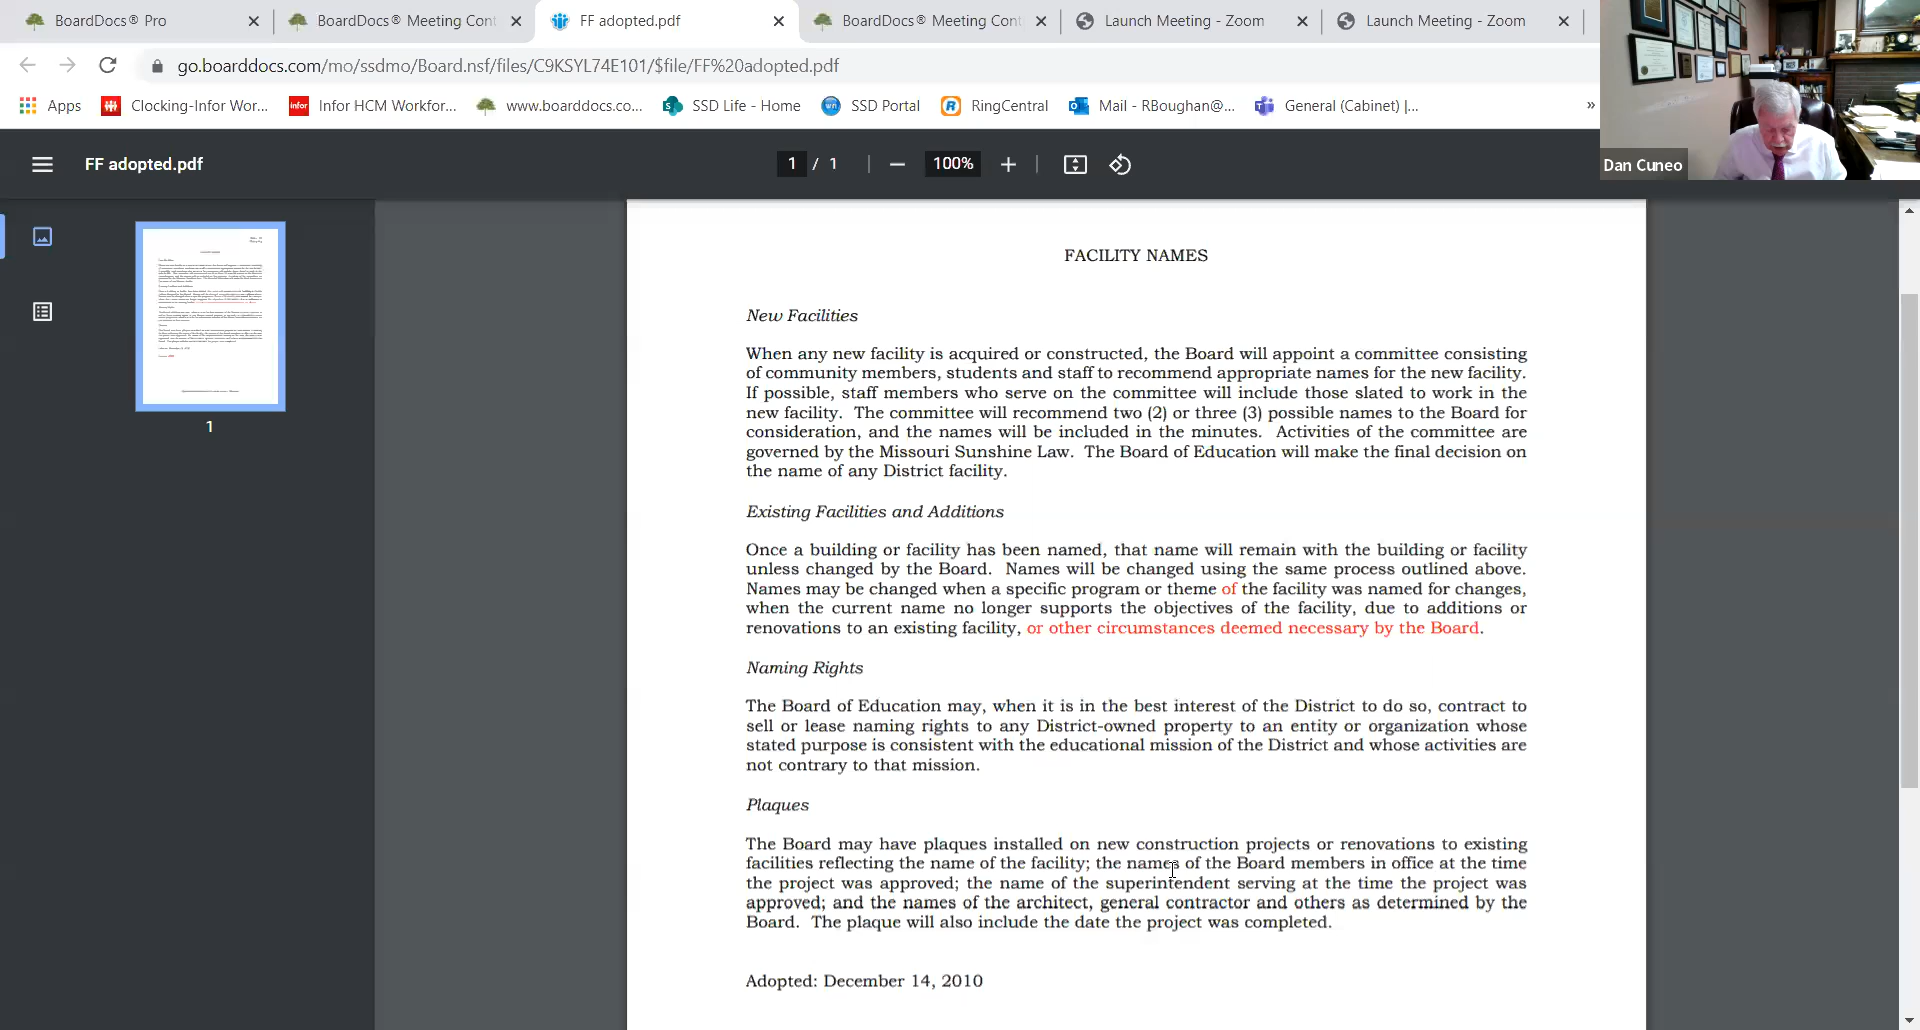 BoardDocs® Pro
BoardDocs® Meeting Cont
FF adopted.pdf
BoardDocs® Meeting Cont
Launch Meeting - Zoom
Launch Meeting - Zoom
go.boarddocs.com/mo/ssdmo/Board.nsf/files/C9KSYL74E101/$file/FF%20adopted.pdf
Apps
Clocking-Infor Wor...
infor
Infor HCM Workfor...
www.boarddocs.co...
SSD Life - Home
SSD Portal
RingCentral
Mail - RBoughan@...
General (Cabinet) |...
»
Dan Cuneo
FF adopted.pdf
1 / 1
100%
1
FACILITY NAMES
New Facilities
When any new facility is acquired or constructed, the Board will appoint a committee consisting
of community members, students and staff to recommend appropriate names for the new facility.
If possible, staff members who serve on the committee will include those slated to work in the
new facility. The committee will recommend two (2) or three (3) possible names to the Board for
consideration, and the names will be included in the minutes. Activities of the committee are
governed by the Missouri Sunshine Law. The Board of Education will make the final decision on
the name of any District facility.
Existing Facilities and Additions
Once a building or facility has been named, that name will remain with the building or facility
unless changed by the Board. Names will be changed using the same process outlined above.
Names may be changed when a specific program or theme of the facility was named for changes,
when the current name no longer supports the objectives of the facility, due to additions or
renovations to an existing facility, or other circumstances deemed necessary by the Board.
Naming Rights
The Board of Education may, when it is in the best interest of the District to do so, contract to
sell or lease naming rights to any District-owned property to an entity or organization whose
stated purpose is consistent with the educational mission of the District and whose activities are
not contrary to that mission.
Plaques
The Board may have plaques installed on new construction projects or renovations to existing
facilities reflecting the name of the facility; the names of the Board members in office at the time
the project was approved; the name of the superintendent serving at the time the project was
approved; and the names of the architect, general contractor and others as determined by the
Board. The plaque will also include the date the project was completed.
Adopted: December 14, 2010